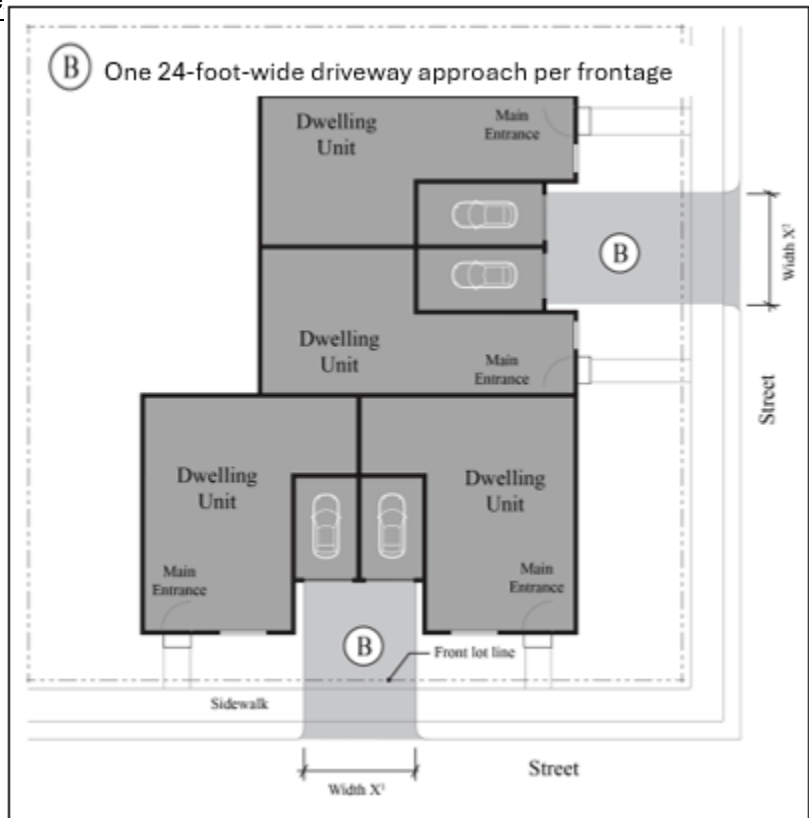 B One 24-foot-wide driveway approach per frontage
Dwelling
Unit
Main
Entrance
B
Width X¹
Dwelling
Unit
Main
Entrance
Street
Dwelling
Unit
Dwelling
Unit
Main
Entrance
Main
Entrance
B
Front lot line
Sidewalk
Width X¹
Street